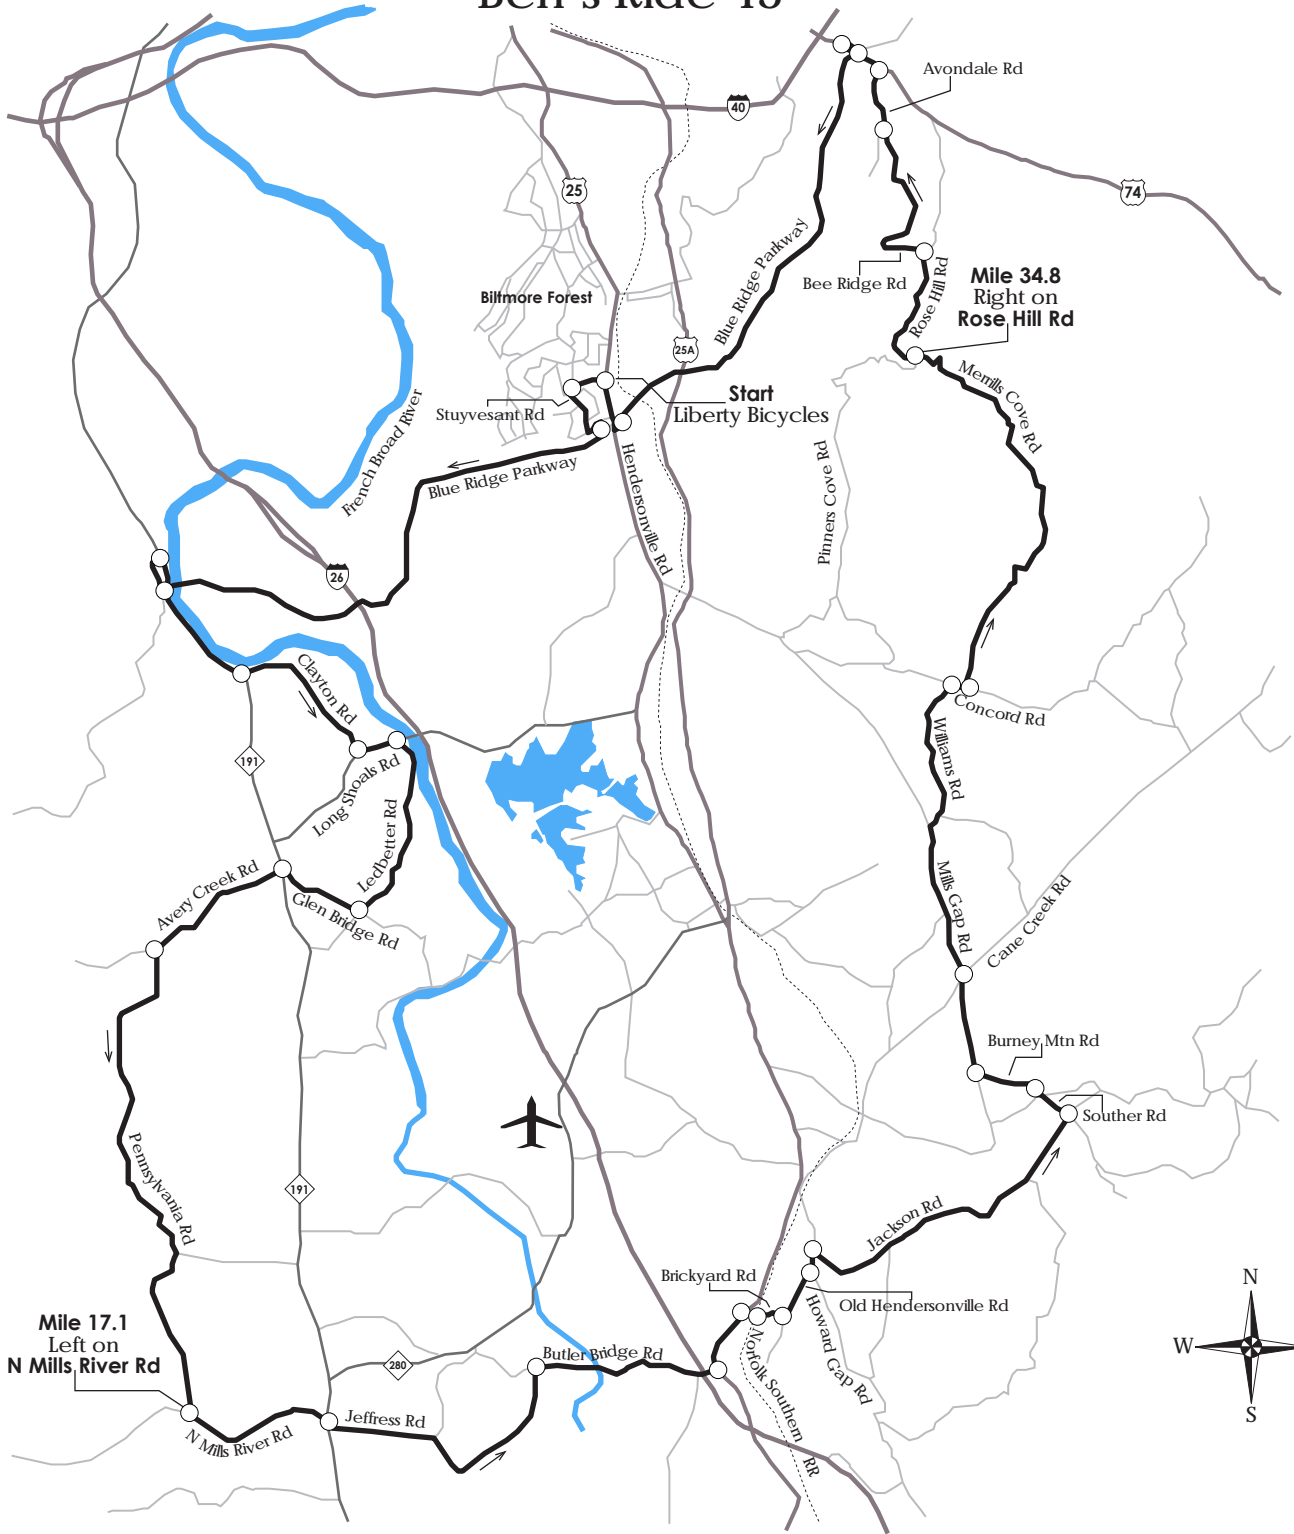 Ben's Ride 48
Avondale Rd
40
25
74
Blue Ridge Parkway
Bee Ridge Rd
Rose Hill Rd
Mile 34.8
Right on
Rose Hill Rd
Biltmore Forest
25A
Merrills Cove Rd
Start
Liberty Bicycles
Stuyvesant Rd
French Broad River
Blue Ridge Parkway
Hendersonville Rd
Pinners Cove Rd
26
Clayton Rd
Concord Rd
Williams Rd
191
Long Shoals Rd
Ledbetter Rd
Avery Creek Rd
Glen Bridge Rd
Mills Gap Rd
Cane Creek Rd
Burney Mtn Rd
Souther Rd
Pennsylvania Rd
191
Jackson Rd
Brickyard Rd
Old Hendersonville Rd
Howard Gap Rd
N
W
S
Mile 17.1
Left on
N Mills River Rd
280
Butler Bridge Rd
Norfolk Southern RR
Jeffress Rd
N Mills River Rd